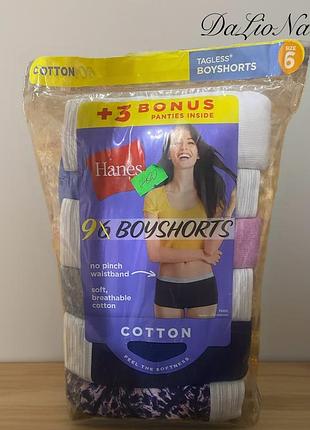 DaLioNa
COTTON
TAGLESS®
BOYSHORTS
SIZE
6
+3 BONUS
PANTIES INSIDE
Hanes
9 6 BOYSHORTS
no pinch
waistband
soft,
breathable
cotton
COTTON
FEEL THE SOFTNESS